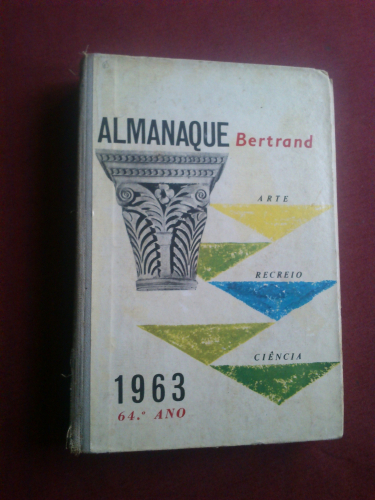 ALMANAQUE Bertrand
ARTE
RECREIO
CIÊNCIA
1963
64.º ANO